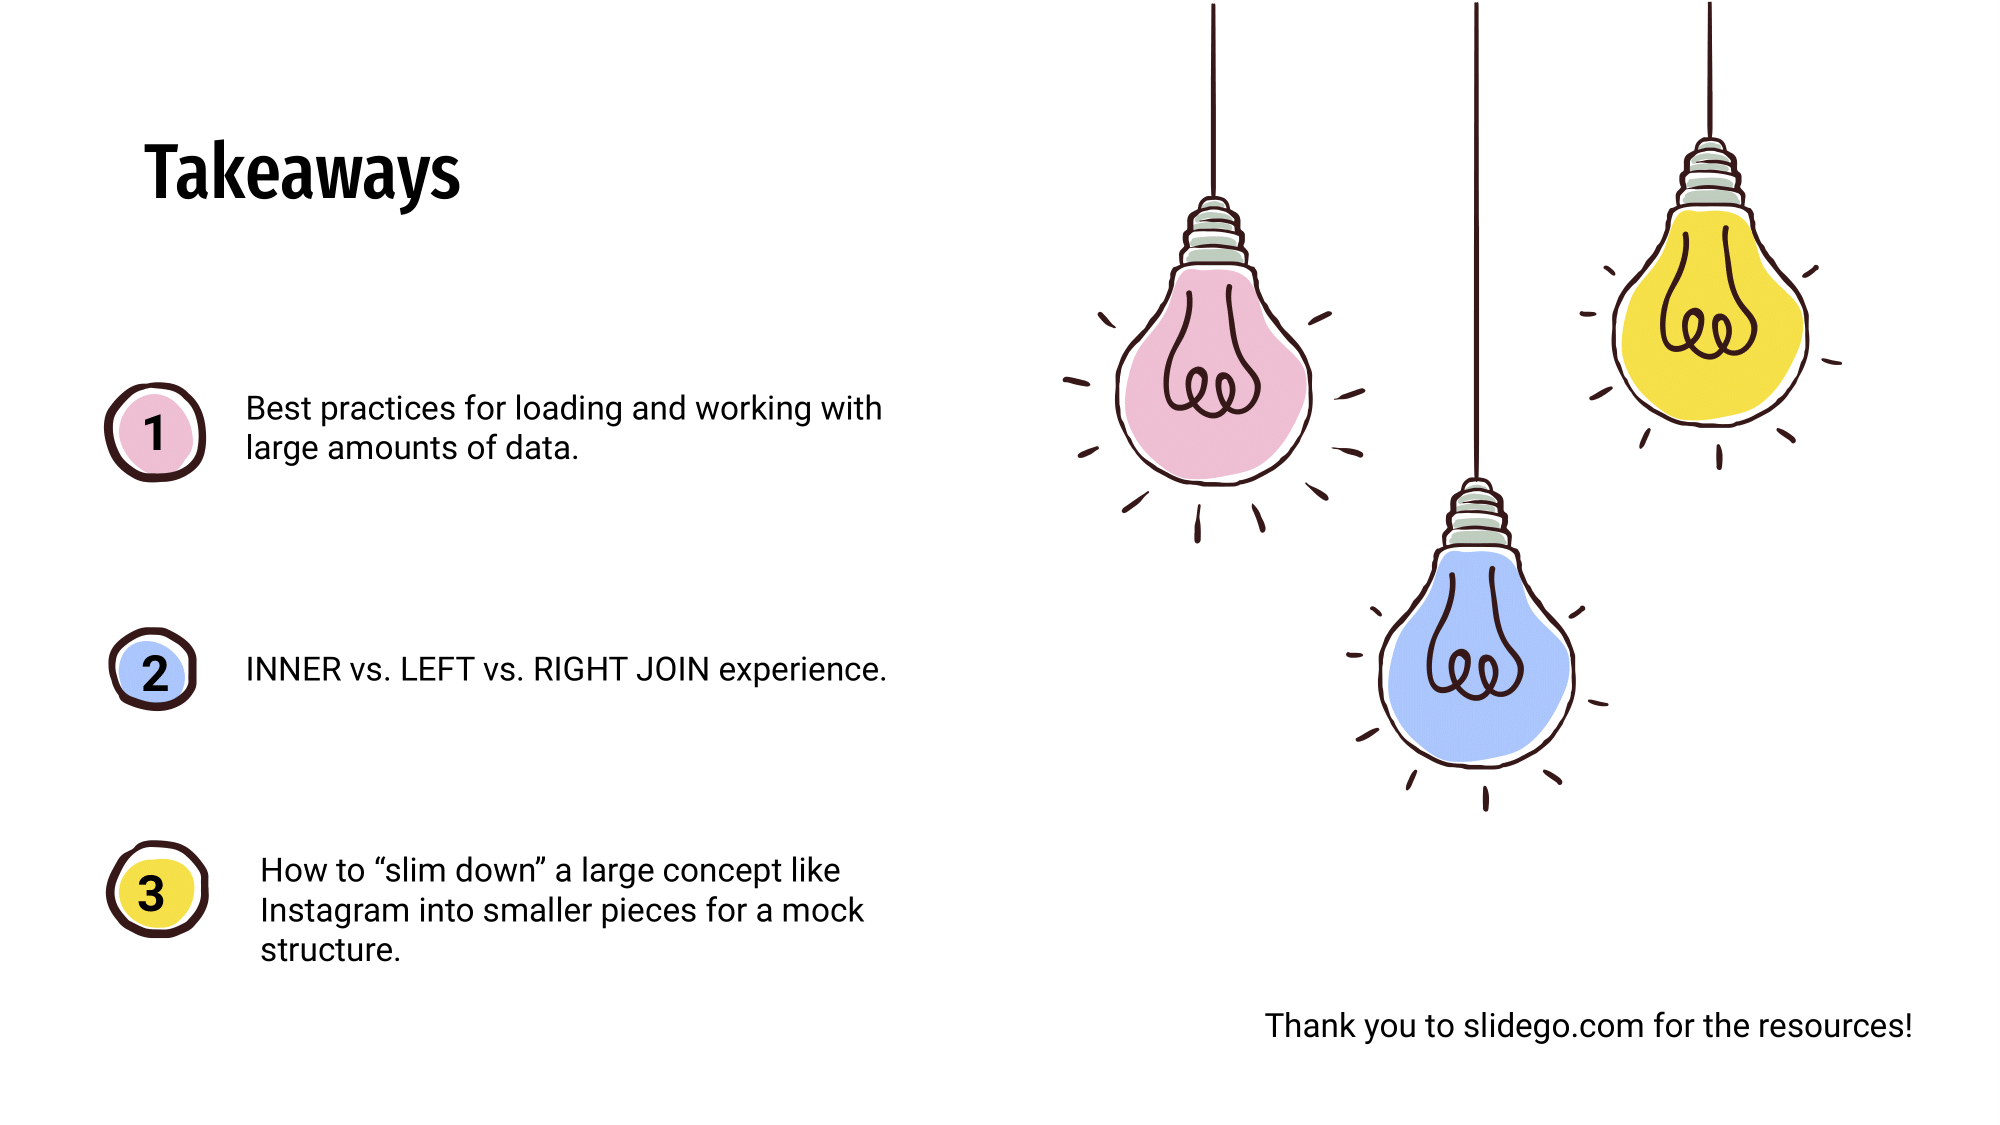 Takeaways
1
Best practices for loading and working with
large amounts of data.
2
INNER vs. LEFT vs. RIGHT JOIN experience.
3
How to “slim down” a large concept like
Instagram into smaller pieces for a mock
structure.
Thank you to slidego.com for the resources!